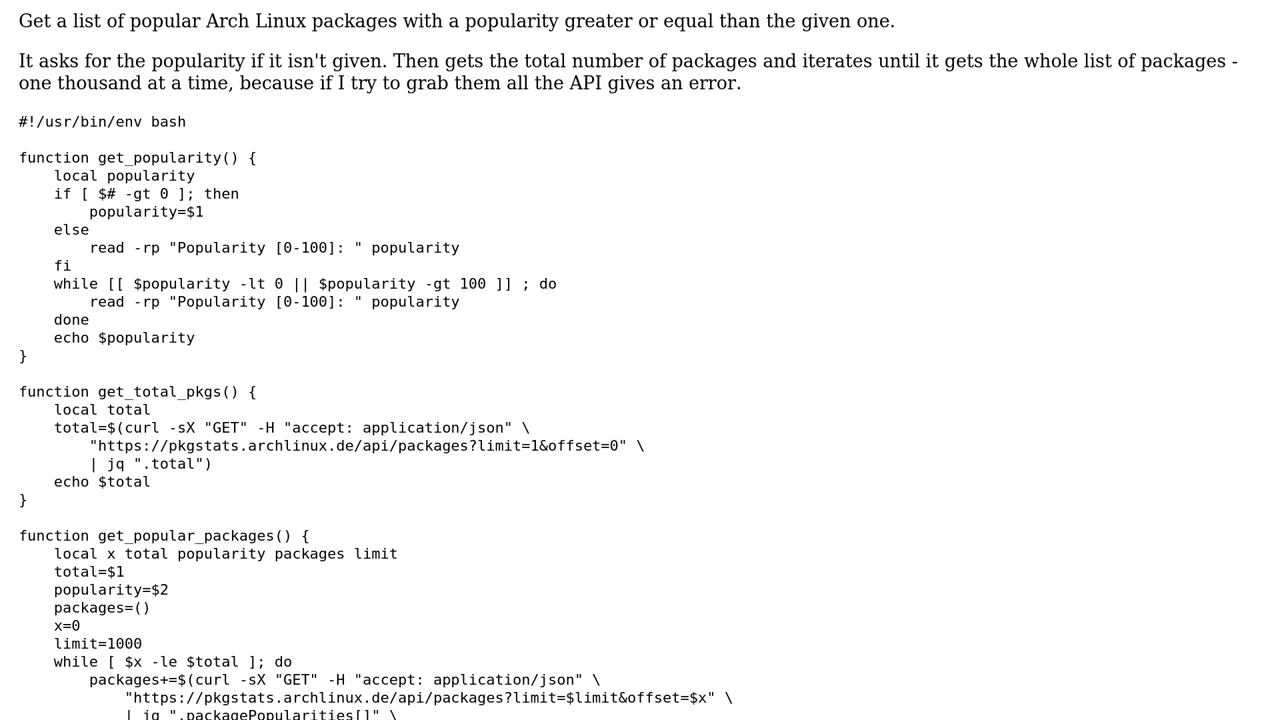 Get a list of popular Arch Linux packages with a popularity greater or equal than the given one.
It asks for the popularity if it isn't given. Then gets the total number of packages and iterates until it gets the whole list of packages -
one thousand at a time, because if I try to grab them all the API gives an error.
#!/usr/bin/env bash
function get_popularity() {
    local popularity
    if [ $# -gt 0 ]; then
        popularity=$1
    else
        read -rp "Popularity [0-100]: " popularity
    fi
    while [[ $popularity -lt 0 || $popularity -gt 100 ]] ; do
        read -rp "Popularity [0-100]: " popularity
    done
    echo $popularity
}
function get_total_pkgs() {
    local total
    total=$(curl -sX "GET" -H "accept: application/json" \
        "https://pkgstats.archlinux.de/api/packages?limit=1&offset=0" \
        | jq ".total")
    echo $total
}
function get_popular_packages() {
    local x total popularity packages limit
    total=$1
    popularity=$2
    packages=()
    x=0
    limit=1000
    while [ $x -le $total ]; do
        packages+=$(curl -sX "GET" -H "accept: application/json" \
            "https://pkgstats.archlinux.de/api/packages?limit=$limit&offset=$x" \
            | jq ".packagePopularities[]" \